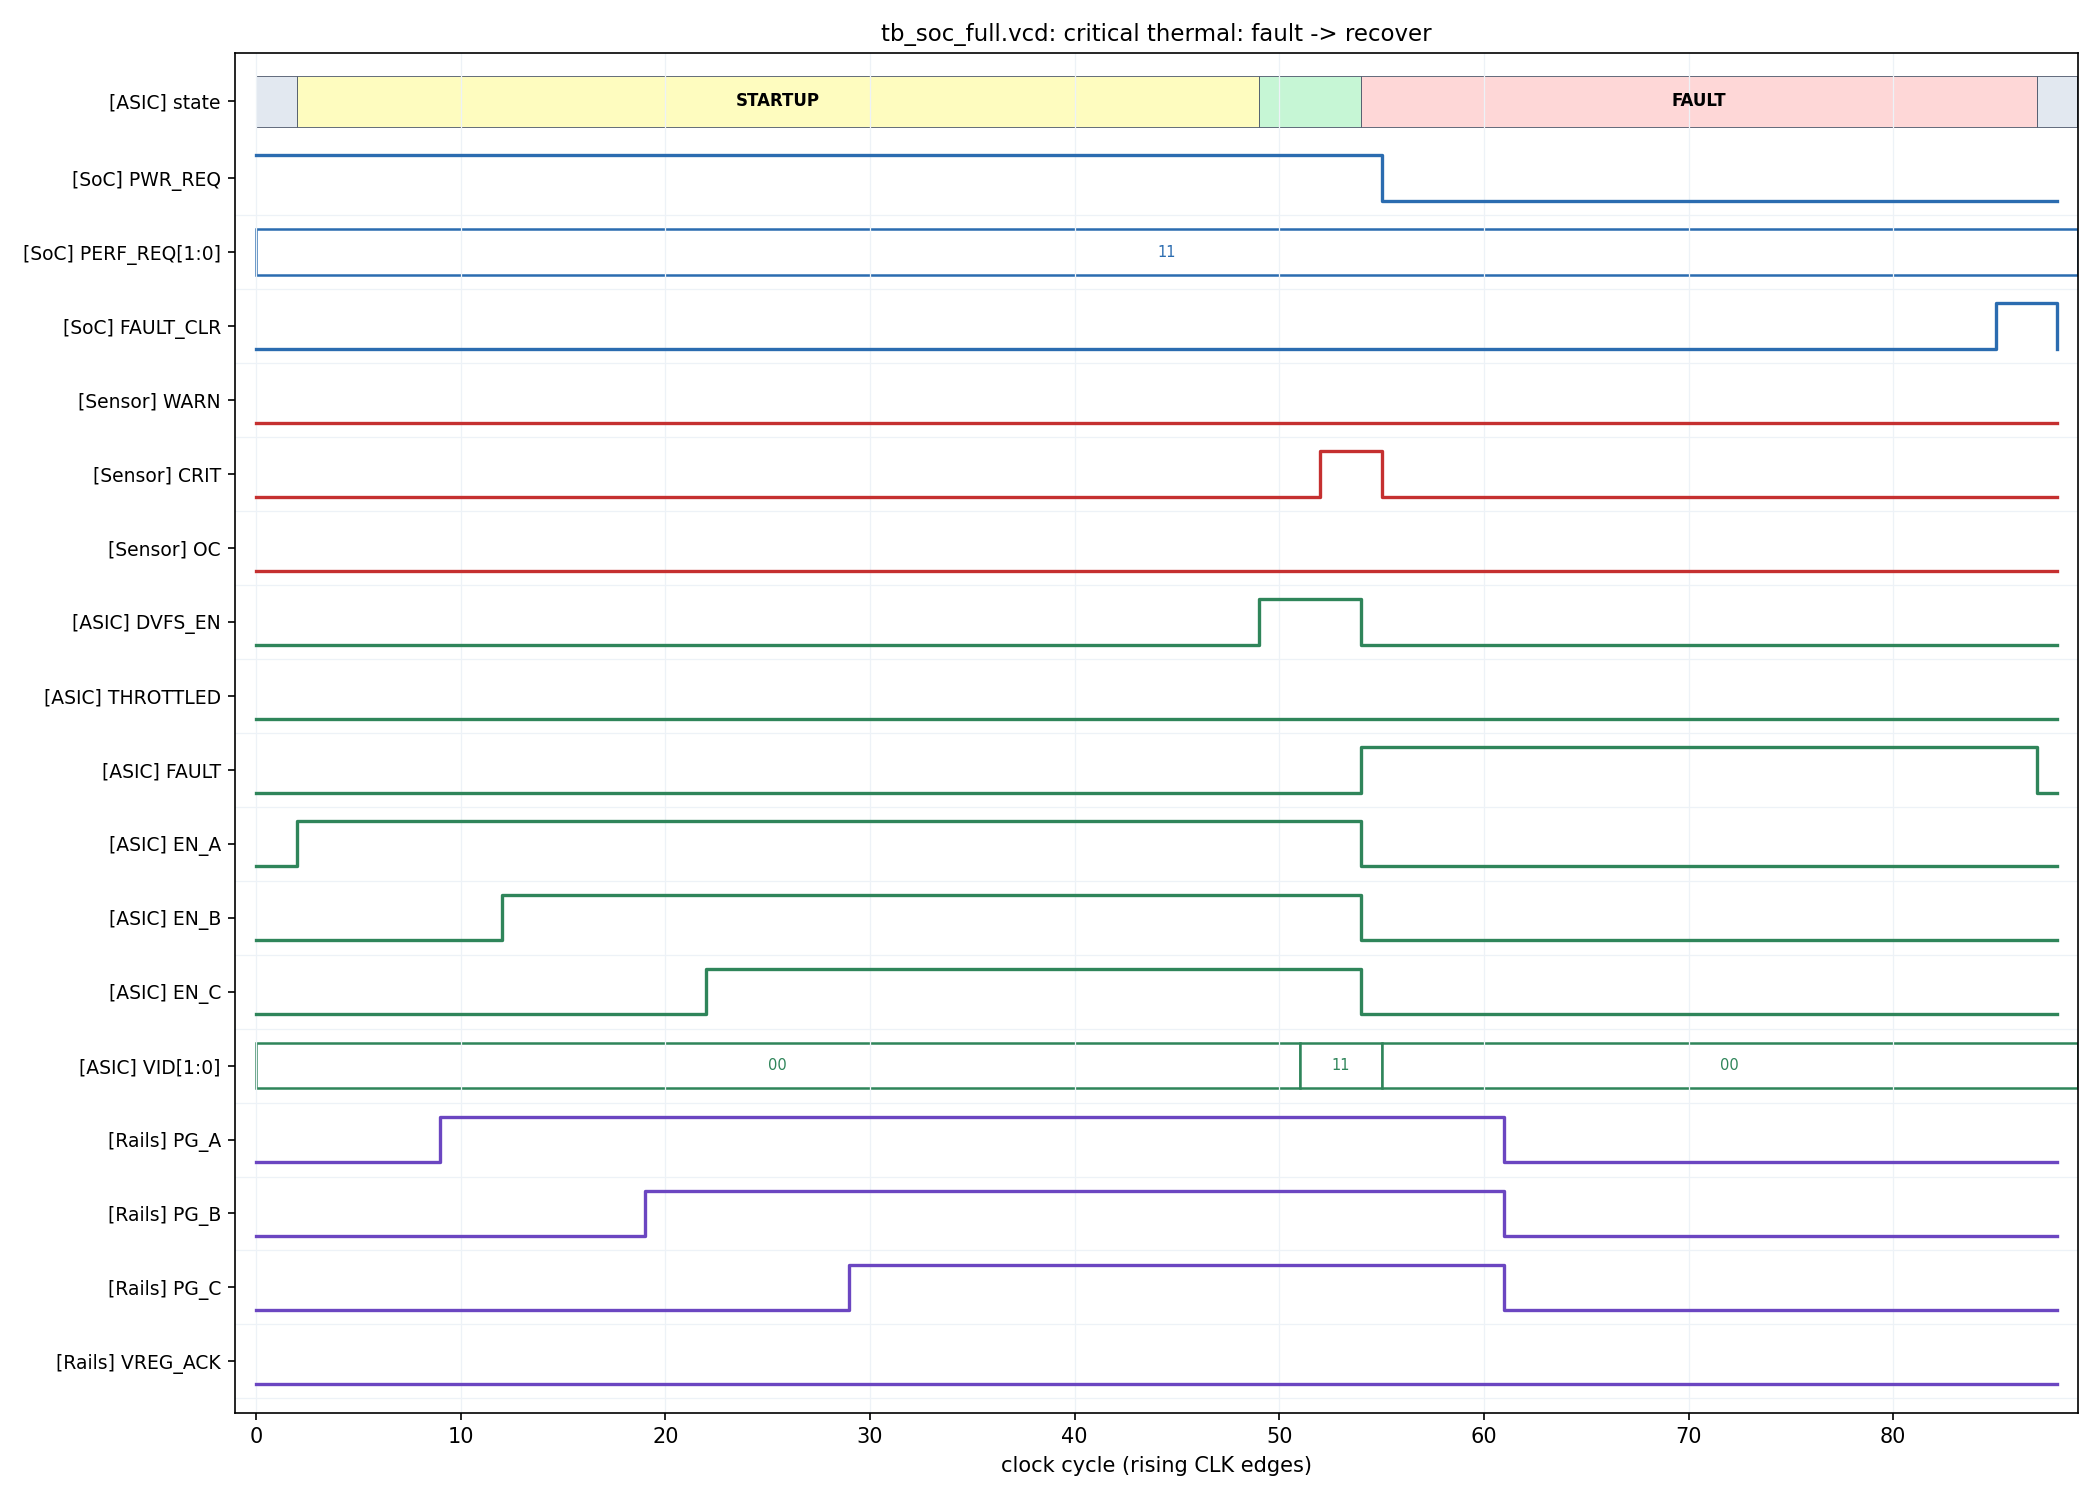 tb_soc_full.vcd: critical thermal: fault -> recover
[ASIC] state
STARTUP
FAULT
[SoC] PWR_REQ
[SoC] PERF_REQ[1:0]
11
[SoC] FAULT_CLR
[Sensor] WARN
[Sensor] CRIT
[Sensor] OC
[ASIC] DVFS_EN
[ASIC] THROTTLED
[ASIC] FAULT
[ASIC] EN_A
[ASIC] EN_B
[ASIC] EN_C
[ASIC] VID[1:0]
00
11
00
[Rails] PG_A
[Rails] PG_B
[Rails] PG_C
[Rails] VREG_ACK
0 10 20 30 40 50 60 70 80
clock cycle (rising CLK edges)